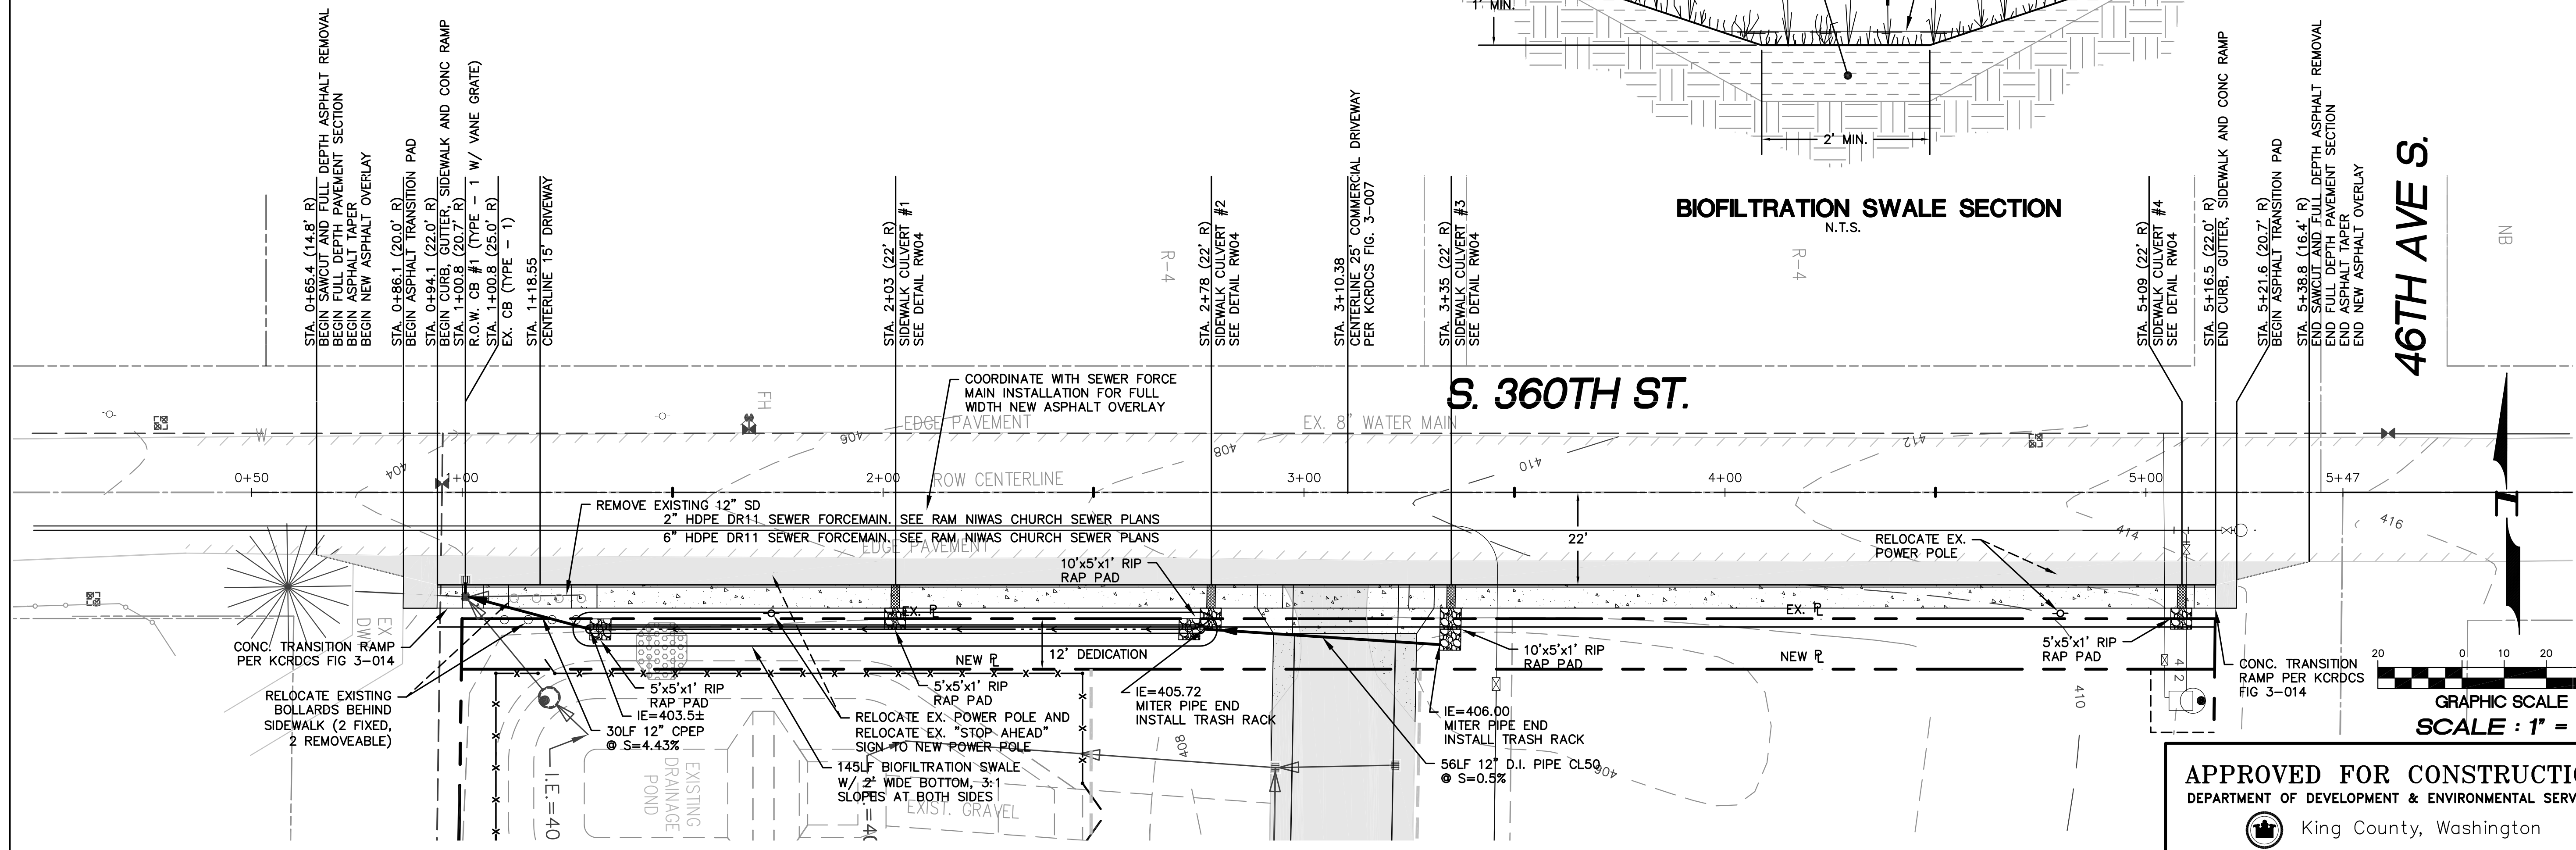 1' MIN.
2' MIN.
BIOFILTRATION SWALE SECTION
N.T.S.
STA. 0+65.4 (14.8' R)
BEGIN SAWCUT AND FULL DEPTH ASPHALT REMOVAL
BEGIN FULL DEPTH PAVEMENT SECTION
BEGIN ASPHALT TAPER
BEGIN NEW ASPHALT OVERLAY
STA. 0+86.1 (20.0' R)
BEGIN ASPHALT TRANSITION PAD
STA. 0+94.1 (22.0' R)
BEGIN CURB, GUTTER, SIDEWALK AND CONC RAMP
STA. 1+00.8 (20.7' R)
R.O.W. CB #1 (TYPE - 1 W/ VANE GRATE)
STA. 1+00.8 (25.0' R)
EX. CB (TYPE - 1)
STA. 1+18.55
CENTERLINE 15' DRIVEWAY
STA. 2+03 (22' R)
SIDEWALK CULVERT #1
SEE DETAIL RW04
STA. 2+78 (22' R)
SIDEWALK CULVERT #2
SEE DETAIL RW04
STA. 3+10.38
CENTERLINE 25' COMMERCIAL DRIVEWAY
PER KCRDCS FIG. 3-007
STA. 3+35 (22' R)
SIDEWALK CULVERT #3
SEE DETAIL RW04
STA. 5+09 (22' R)
SIDEWALK CULVERT #4
SEE DETAIL RW04
STA. 5+16.5 (22.0' R)
END CURB, GUTTER, SIDEWALK AND CONC RAMP
STA. 5+21.6 (20.7' R)
BEGIN ASPHALT TRANSITION PAD
STA. 5+38.8 (16.4' R)
END SAWCUT AND FULL DEPTH ASPHALT REMOVAL
END FULL DEPTH PAVEMENT SECTION
END ASPHALT TAPER
END NEW ASPHALT OVERLAY
46TH AVE S.
NB
R-4
R-4
COORDINATE WITH SEWER FORCE
MAIN INSTALLATION FOR FULL
WIDTH NEW ASPHALT OVERLAY
S. 360TH ST.
FH
W
EDGE PAVEMENT
EX. 8" WATER MAIN
404
406
408
410
412
414
416
0+50
1+00
2+00
ROW CENTERLINE
3+00
4+00
5+00
5+47
REMOVE EXISTING 12" SD
2" HDPE DR11 SEWER FORCEMAIN. SEE RAM NIWAS CHURCH SEWER PLANS
6" HDPE DR11 SEWER FORCEMAIN. SEE RAM NIWAS CHURCH SEWER PLANS
EDGE PAVEMENT
22'
RELOCATE EX.
POWER POLE
10'x5'x1' RIP
RAP PAD
EX. PL
EX. PL
EX
DW
CONC. TRANSITION RAMP
PER KCRDCS FIG 3-014
RELOCATE EXISTING
BOLLARDS BEHIND
SIDEWALK (2 FIXED,
2 REMOVEABLE)
NEW PL
12' DEDICATION
NEW PL
5'x5'x1' RIP
RAP PAD
IE=403.5±
30LF 12" CPEP
@ S=4.43%
5'x5'x1' RIP
RAP PAD
RELOCATE EX. POWER POLE AND
RELOCATE EX. "STOP AHEAD"
SIGN TO NEW POWER POLE
145LF BIOFILTRATION SWALE
W/ 2' WIDE BOTTOM, 3:1
SLOPES AT BOTH SIDES
IE=405.72
MITER PIPE END
INSTALL TRASH RACK
10'x5'x1' RIP
RAP PAD
IE=406.00
MITER PIPE END
INSTALL TRASH RACK
56LF 12" D.I. PIPE CL50
@ S=0.5%
5'x5'x1' RIP
RAP PAD
CONC. TRANSITION
RAMP PER KCRDCS
FIG 3-014
I.E.=40
EXISTING
DRAINAGE
POND
EXIST. GRAVEL
408
406
410
412
20 0 10 20
GRAPHIC SCALE
SCALE : 1" =
APPROVED FOR CONSTRUCTI
DEPARTMENT OF DEVELOPMENT & ENVIRONMENTAL SERV
King County, Washington